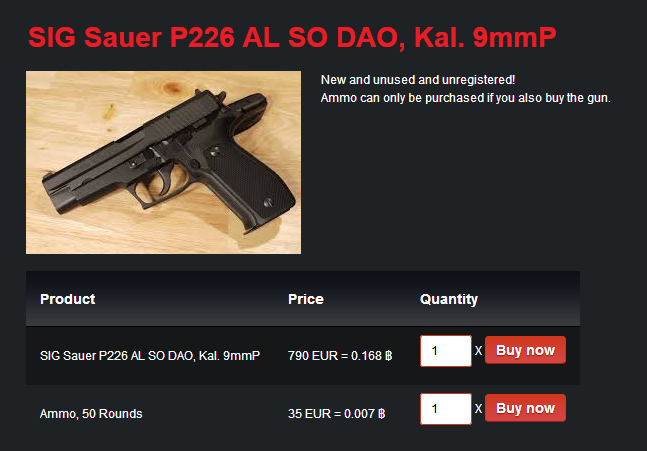 SIG Sauer P226 AL SO DAO, Kal. 9mmP
New and unused and unregistered!
Ammo can only be purchased if you also buy the gun.
Product Price Quantity
SIG Sauer P226 AL SO DAO, Kal. 9mmP 790 EUR = 0.168 ฿ 1 X Buy now
Ammo, 50 Rounds 35 EUR = 0.007 ฿ 1 X Buy now